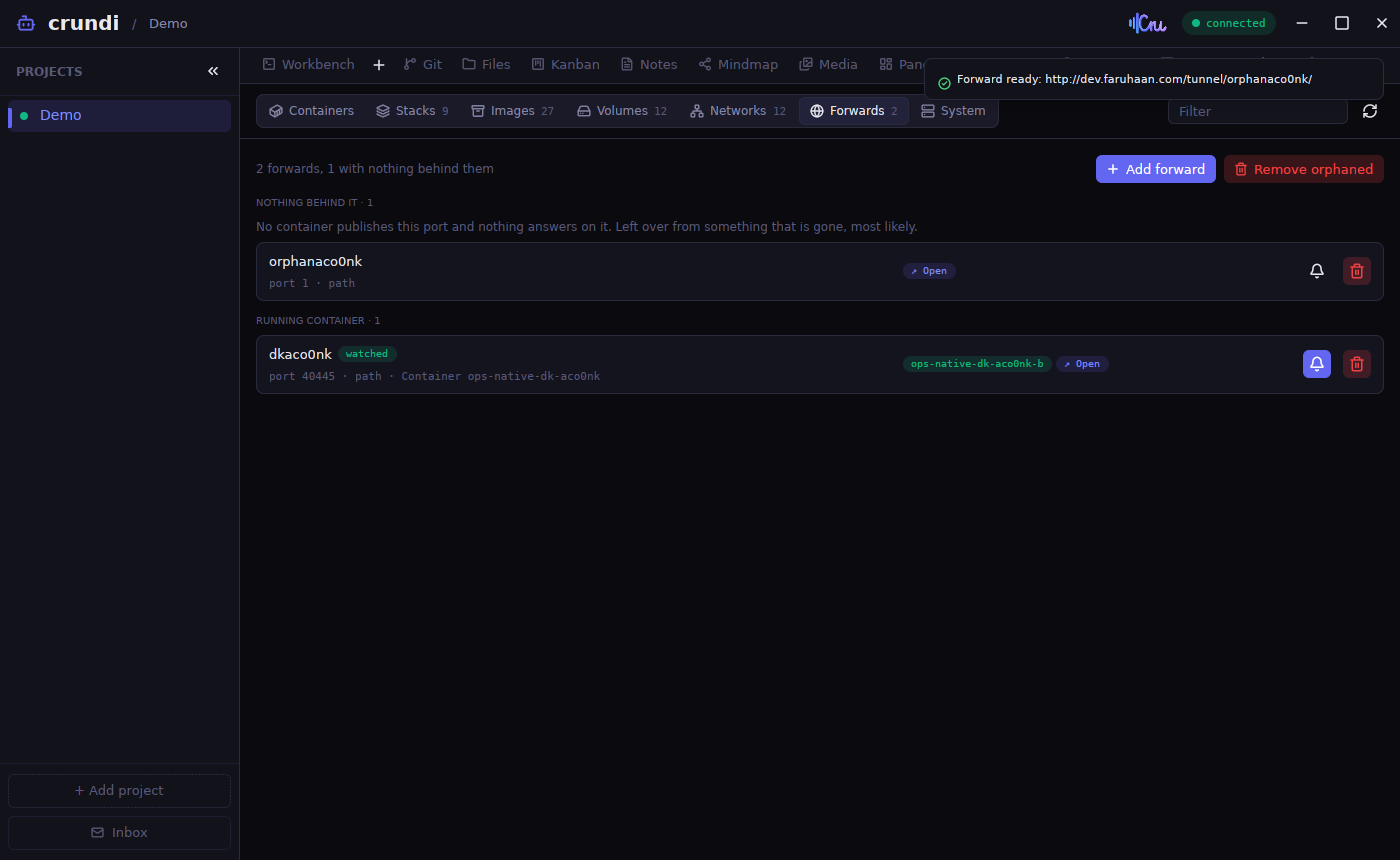 crundi / Demo
Cru
connected
PROJECTS
Workbench
Git
Files
Kanban
Notes
Mindmap
Media
Forward ready: http://dev.faruhaan.com/tunnel/orphanaco0nk/
Demo
Containers
Stacks 9
Images 27
Volumes 12
Networks 12
Forwards 2
System
Filter
2 forwards, 1 with nothing behind them
+ Add forward
Remove orphaned
NOTHING BEHIND IT · 1
No container publishes this port and nothing answers on it. Left over from something that is gone, most likely.
orphanaco0nk
port 1 · path
↗ Open
RUNNING CONTAINER · 1
dkaco0nk watched
port 40445 · path · Container ops-native-dk-aco0nk
ops-native-dk-aco0nk-b
↗ Open
+ Add project
Inbox